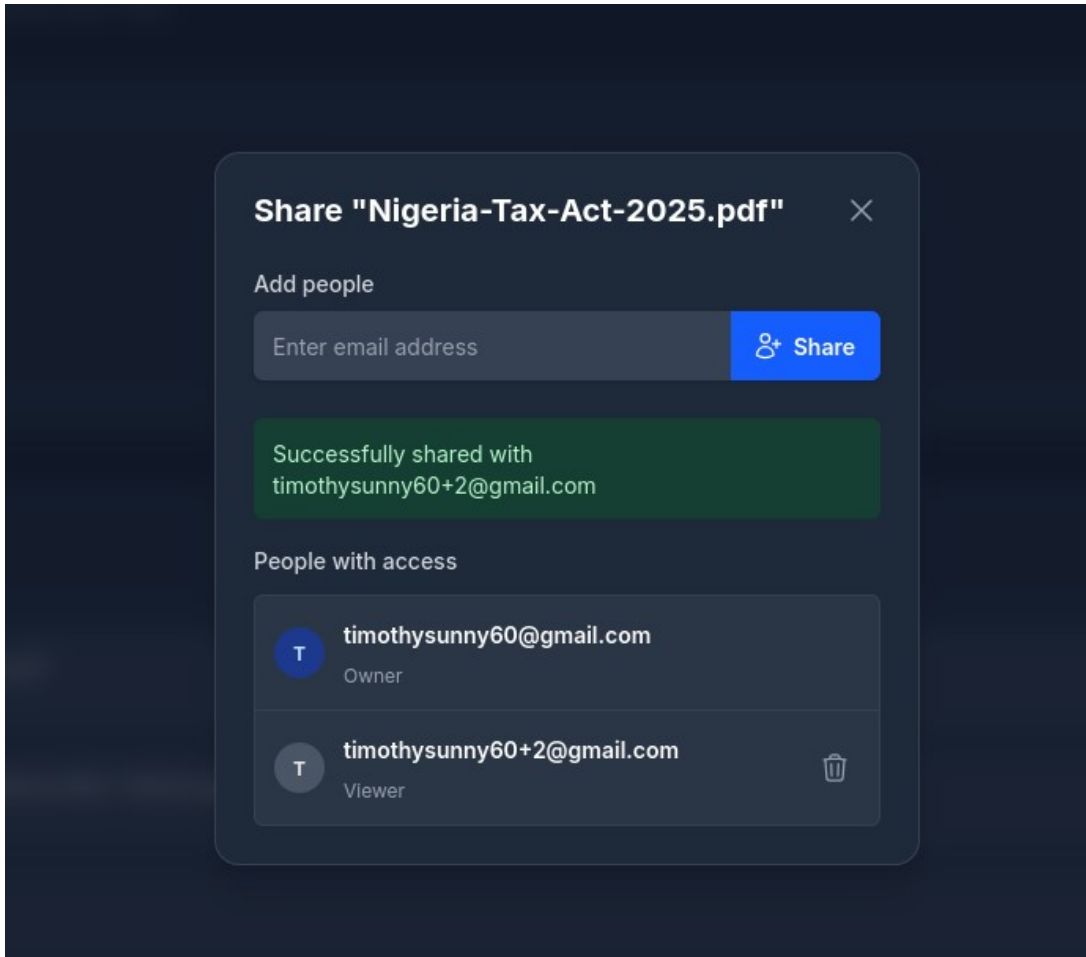 Share "Nigeria-Tax-Act-2025.pdf"
Add people
Enter email address
Share
Successfully shared with
timothysunny60+2@gmail.com
People with access
T
timothysunny60@gmail.com
Owner
T
timothysunny60+2@gmail.com
Viewer